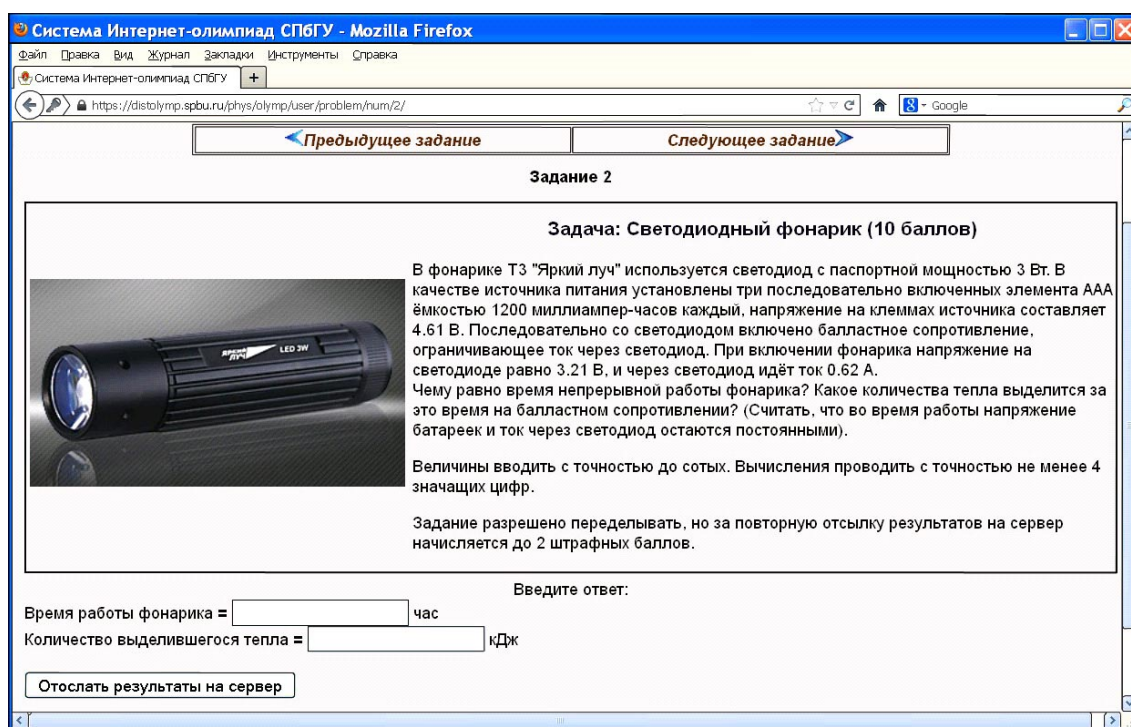 Система Интернет-олимпиад СПбГУ - Mozilla Firefox
Файл Правка Вид Журнал Закладки Инструменты Справка
Система Интернет-олимпиад СПбГУ +
https://distolymp.spbu.ru/phys/olymp/user/problem/num/2/ Google
Предыдущее задание Следующее задание
Задание 2
Задача: Светодиодный фонарик (10 баллов)
В фонарике Т3 "Яркий луч" используется светодиод с паспортной мощностью 3 Вт. В
качестве источника питания установлены три последовательно включенных элемента ААА
ёмкостью 1200 миллиампер-часов каждый, напряжение на клеммах источника составляет
4.61 В. Последовательно со светодиодом включено балластное сопротивление,
ограничивающее ток через светодиод. При включении фонарика напряжение на
светодиоде равно 3.21 В, и через светодиод идёт ток 0.62 А.
Чему равно время непрерывной работы фонарика? Какое количества тепла выделится за
это время на балластном сопротивлении? (Считать, что во время работы напряжение
батареек и ток через светодиод остаются постоянными).
Величины вводить с точностью до сотых. Вычисления проводить с точностью не менее 4
значащих цифр.
Задание разрешено переделывать, но за повторную отсылку результатов на сервер
начисляется до 2 штрафных баллов.
ЯРКИЙ ЛУЧ LED 3W
Введите ответ:
Время работы фонарика = час
Количество выделившегося тепла = кДж
Отослать результаты на сервер